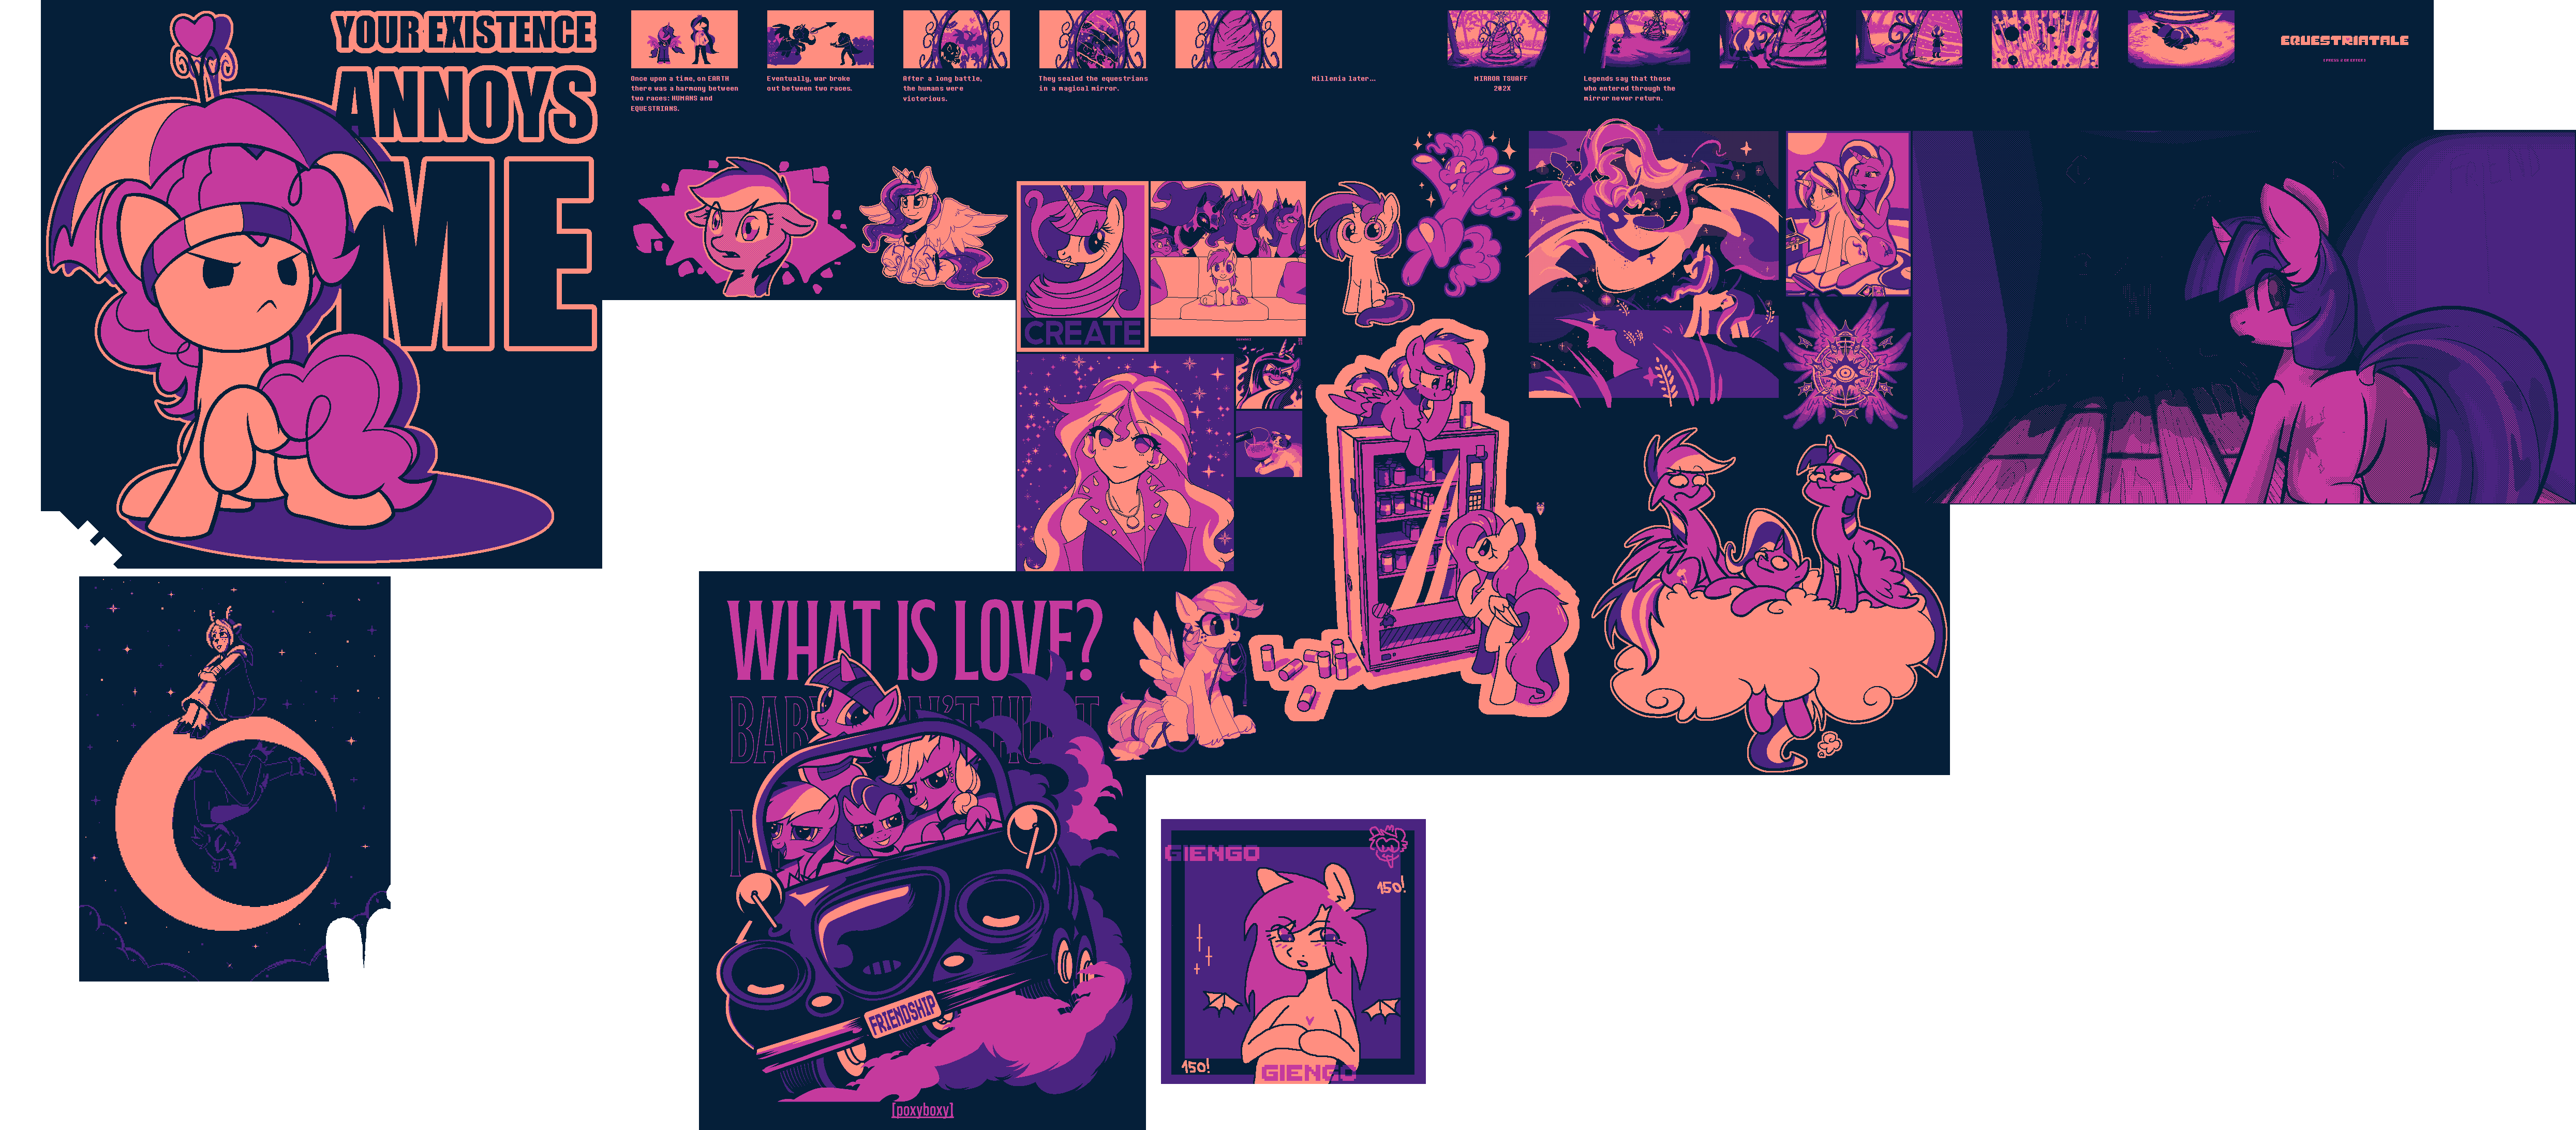 YOUR EXISTENCE
ANNOYS
ME
Once upon a time, on EARTH
there was a harmony between
two races: HUMANS and
EQUESTRIANS.
Eventually, war broke
out between two races.
After a long battle,
the humans were
victorious.
They sealed the equestrians
in a magical mirror.
Millenia later...
MIRROR TSUAFF
202X
Legends say that those
who entered through the
mirror never return.
EQUESTRIATALE
CREATE
WHAT IS LOVE?
FRIENDSHIP
[poxyboxy]
GIENGO
150!
150!
GIENGO